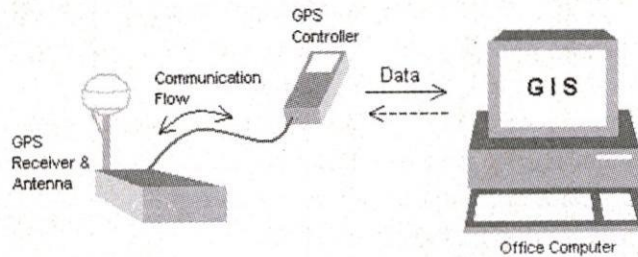 GPS
Controller
Communication
Flow
Data
GIS
GPS
Receiver &
Antenna
Office Computer